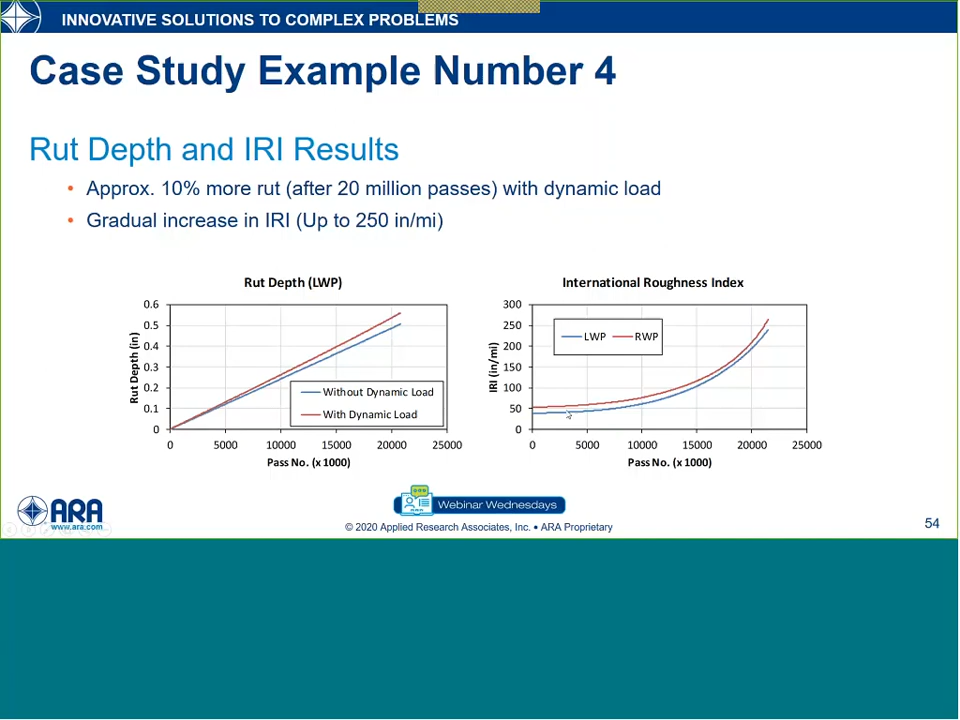 INNOVATIVE SOLUTIONS TO COMPLEX PROBLEMS
Case Study Example Number 4
Rut Depth and IRI Results
• Approx. 10% more rut (after 20 million passes) with dynamic load
• Gradual increase in IRI (Up to 250 in/mi)
Rut Depth (LWP)
0.6
0.5
0.4
0.3
0.2
0.1
0
Rut Depth (in)
Without Dynamic Load
With Dynamic Load
0 5000 10000 15000 20000 25000
Pass No. (x 1000)
International Roughness Index
300
250
200
150
100
50
0
IRI (in/mi)
LWP RWP
0 5000 10000 15000 20000 25000
Pass No. (x 1000)
ARA
www.ara.com
Webinar Wednesdays
© 2020 Applied Research Associates, Inc. • ARA Proprietary
54